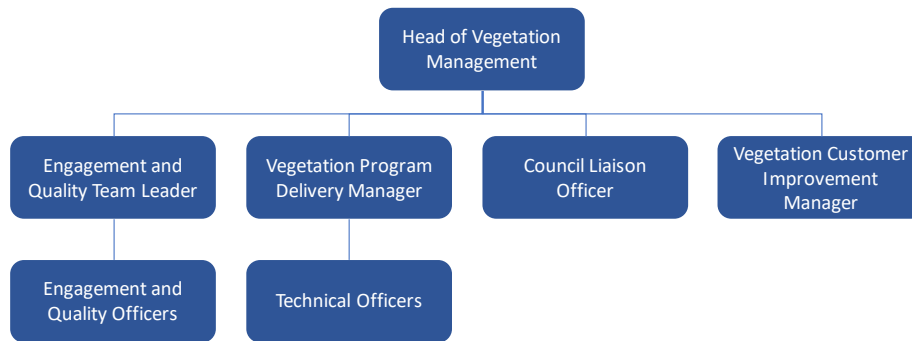 Head of Vegetation
Management
Engagement and
Quality Team Leader
Vegetation Program
Delivery Manager
Council Liaison
Officer
Vegetation Customer
Improvement
Manager
Engagement and
Quality Officers
Technical Officers